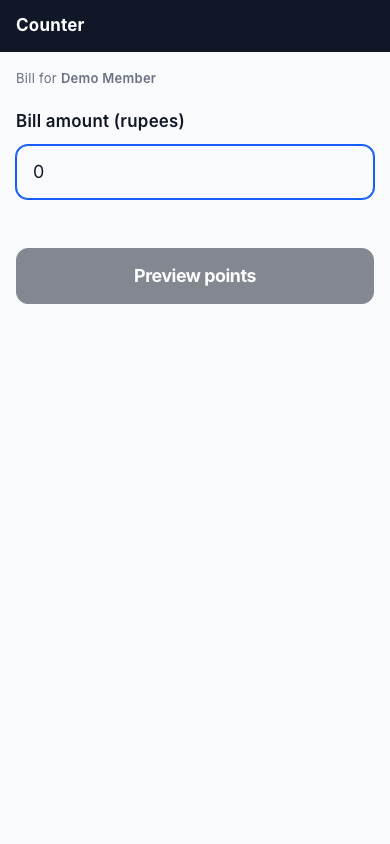 Counter
Bill for Demo Member
Bill amount (rupees)
0
Preview points